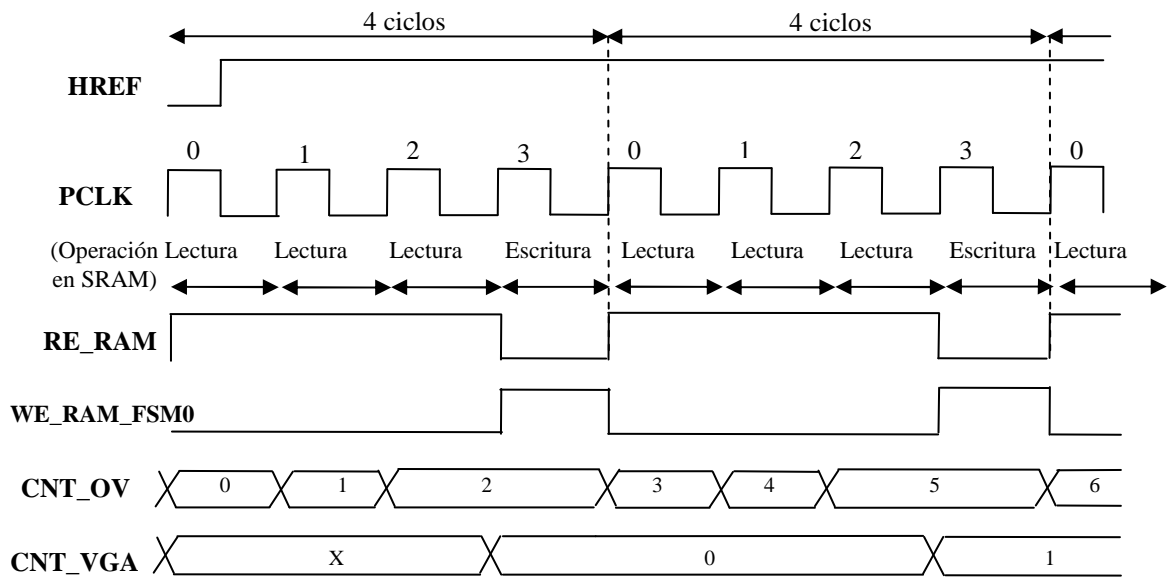 4 ciclos 4 ciclos
HREF
0 1 2 3 0 1 2 3 0
PCLK
(Operación Lectura Lectura Lectura Escritura Lectura Lectura Lectura Escritura Lectura
en SRAM)
RE_RAM
WE_RAM_FSM0
CNT_OV 0 1 2 3 4 5 6
CNT_VGA X 0 1